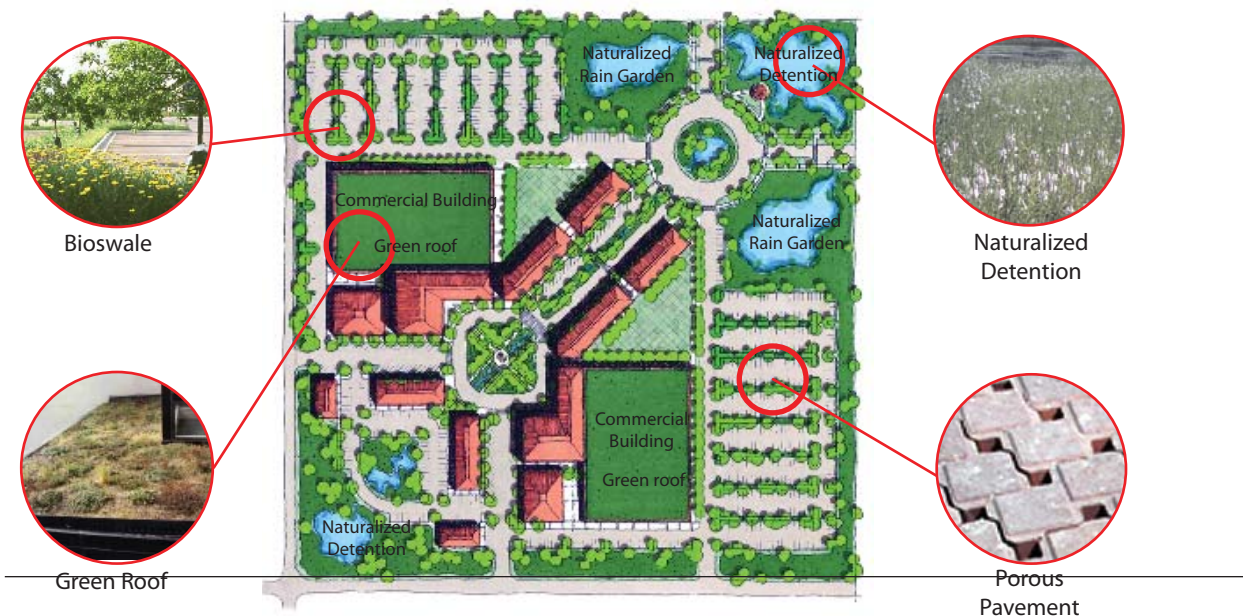 Naturalized
Rain Garden
Naturalized
Detention
Bioswale
Commercial Building
Green roof
Naturalized
Rain Garden
Naturalized
Detention
Commercial
Building
Green roof
Naturalized
Detention
Green Roof
Porous
Pavement